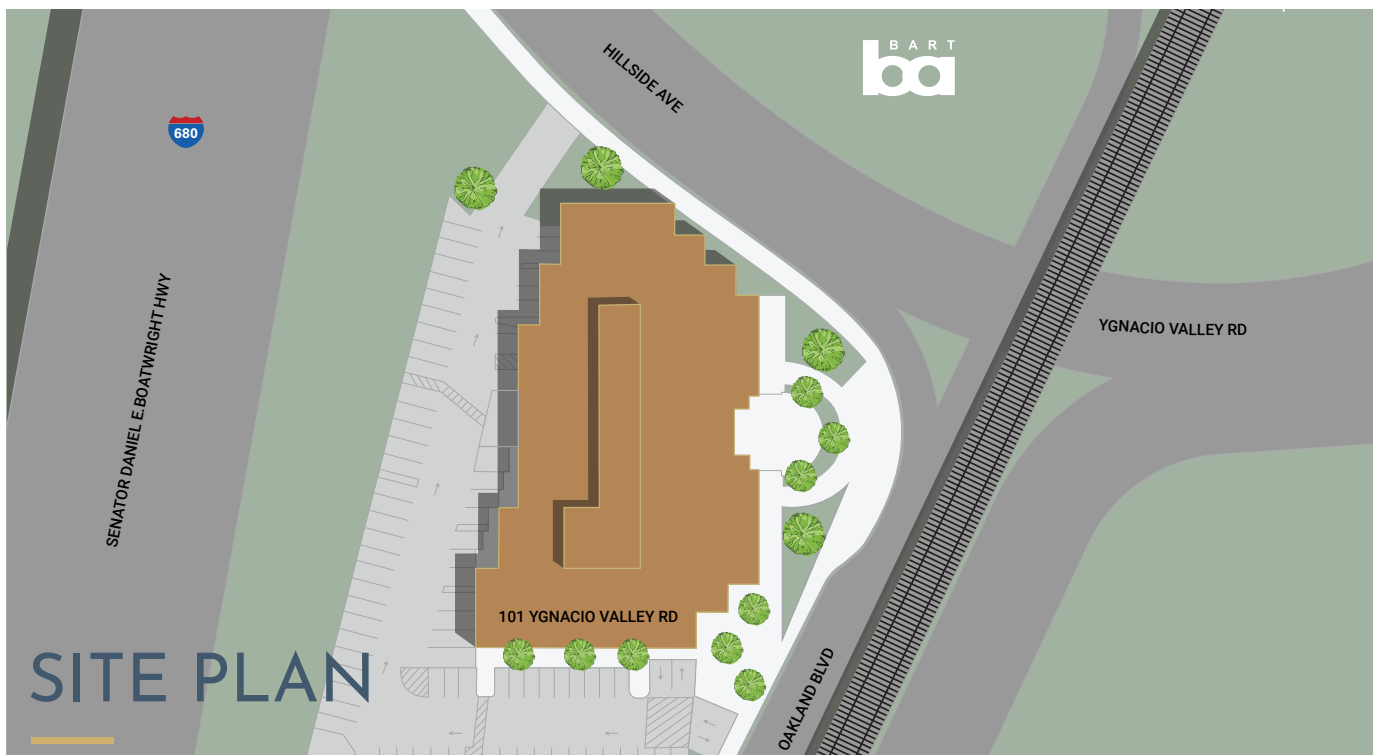 BART
ba
HILLSIDE AVE
680
YGNACIO VALLEY RD
SENATOR DANIEL E.BOATWRIGHT HWY
101 YGNACIO VALLEY RD
SITE PLAN
OAKLAND BLVD